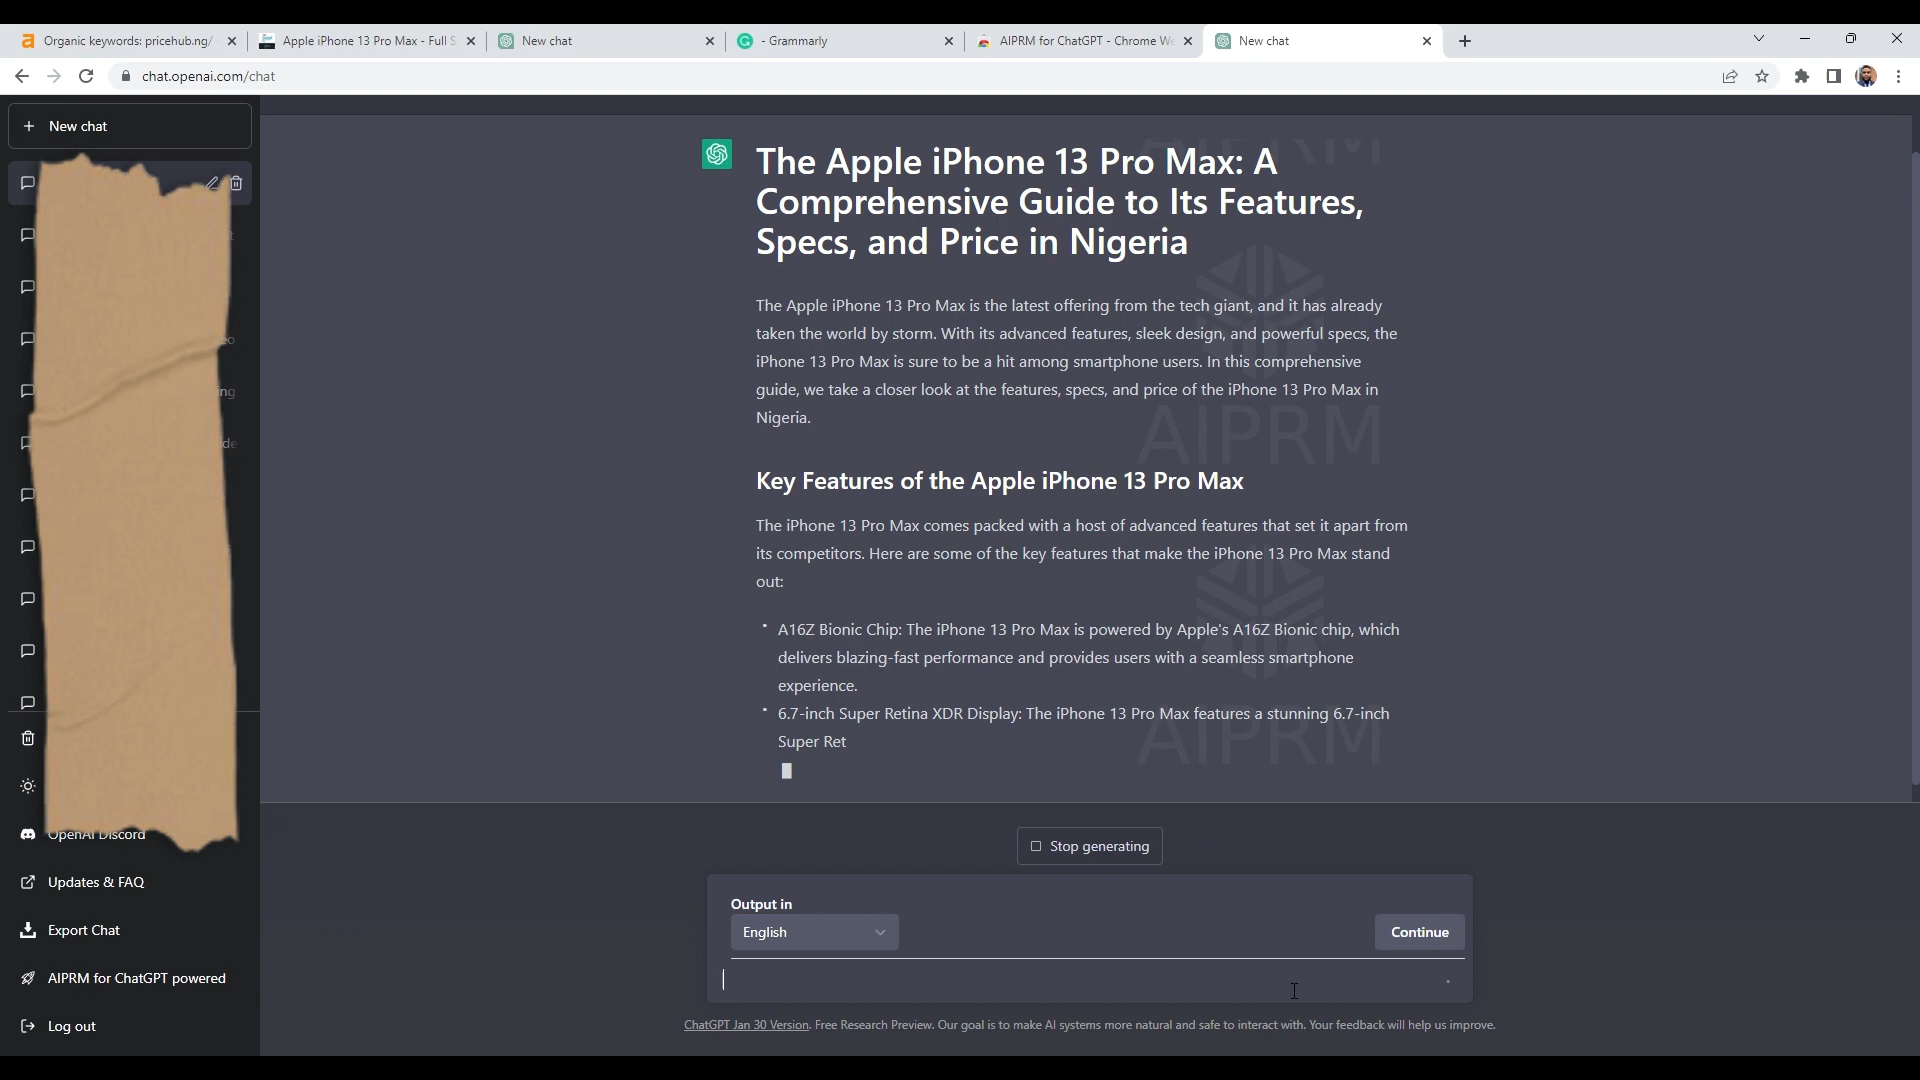 Organic keywords: pricehub.ng/
Apple iPhone 13 Pro Max - Full S
New chat
- Grammarly
AIPRM for ChatGPT - Chrome We
New chat
chat.openai.com/chat
New chat
The Apple iPhone 13 Pro Max: A
Comprehensive Guide to Its Features,
Specs, and Price in Nigeria
The Apple iPhone 13 Pro Max is the latest offering from the tech giant, and it has already
taken the world by storm. With its advanced features, sleek design, and powerful specs, the
iPhone 13 Pro Max is sure to be a hit among smartphone users. In this comprehensive
guide, we take a closer look at the features, specs, and price of the iPhone 13 Pro Max in
Nigeria.
AIPRM
Key Features of the Apple iPhone 13 Pro Max
The iPhone 13 Pro Max comes packed with a host of advanced features that set it apart from
its competitors. Here are some of the key features that make the iPhone 13 Pro Max stand
out:
• A16Z Bionic Chip: The iPhone 13 Pro Max is powered by Apple's A16Z Bionic chip, which
delivers blazing-fast performance and provides users with a seamless smartphone
experience.
• 6.7-inch Super Retina XDR Display: The iPhone 13 Pro Max features a stunning 6.7-inch
Super Ret
AIPRM
Stop generating
Output in
English
Continue
OpenAI Discord
Updates & FAQ
Export Chat
AIPRM for ChatGPT powered
Log out
ChatGPT Jan 30 Version. Free Research Preview. Our goal is to make AI systems more natural and safe to interact with. Your feedback will help us improve.